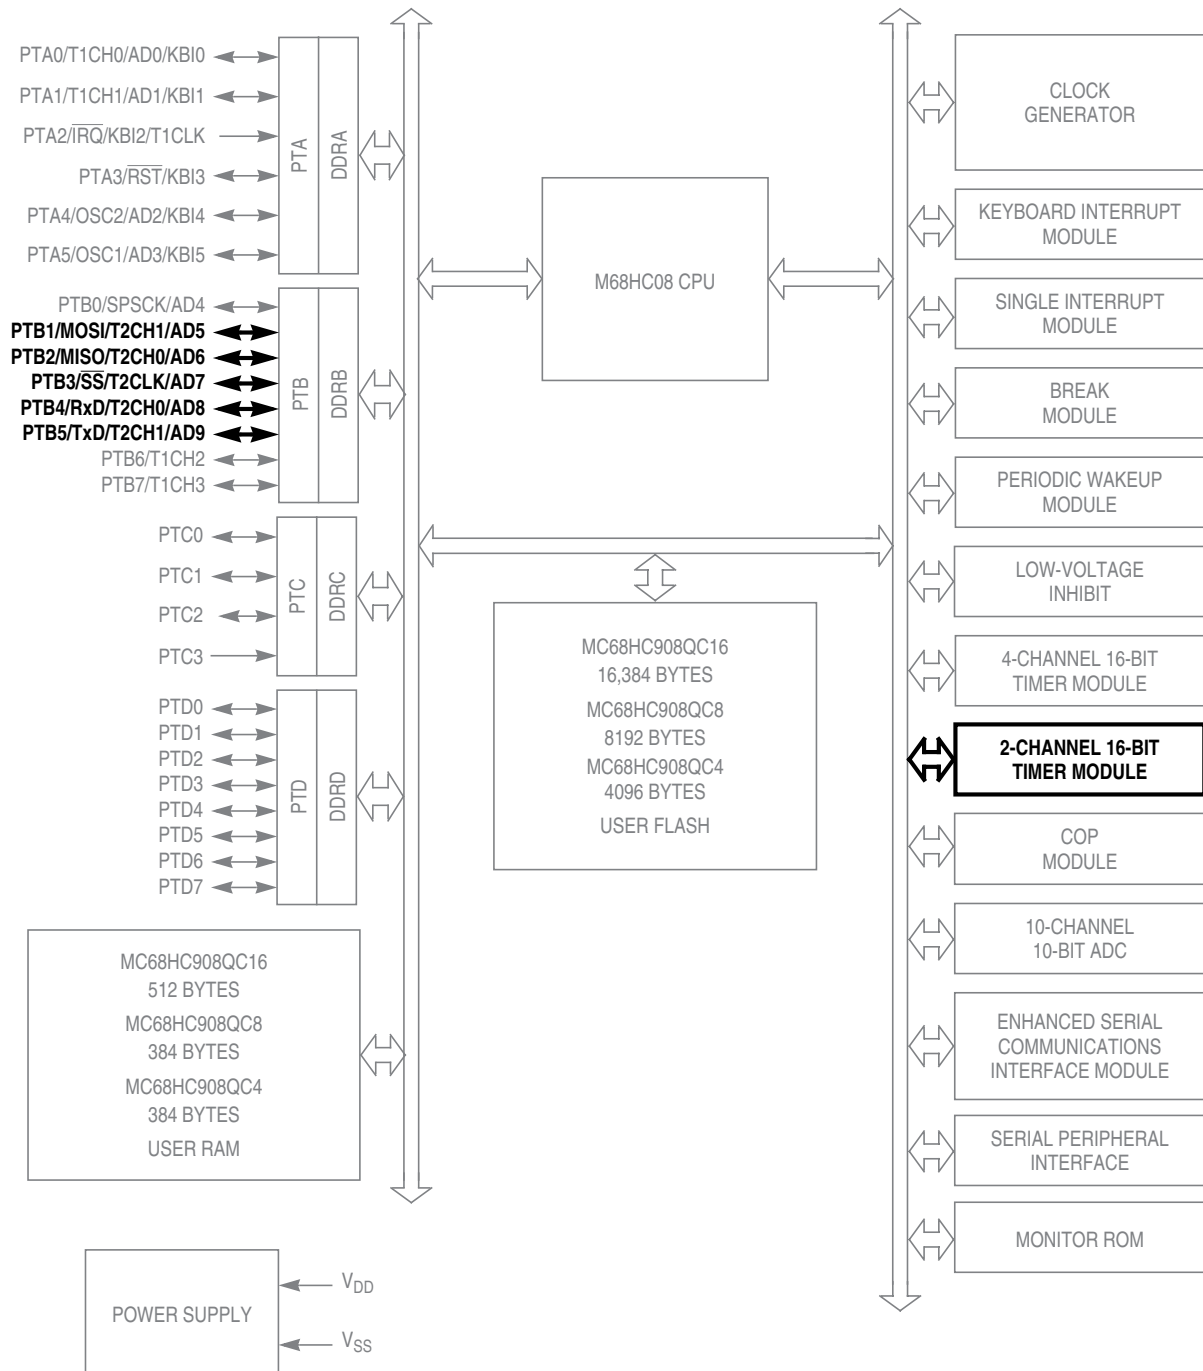 PTA0/T1CH0/AD0/KBI0
PTA1/T1CH1/AD1/KBI1
PTA2/IRQ/KBI2/T1CLK
PTA3/RST/KBI3
PTA4/OSC2/AD2/KBI4
PTA5/OSC1/AD3/KBI5
PTA
DDRA
PTB0/SPSCK/AD4
PTB1/MOSI/T2CH1/AD5
PTB2/MISO/T2CH0/AD6
PTB3/SS/T2CLK/AD7
PTB4/RxD/T2CH0/AD8
PTB5/TxD/T2CH1/AD9
PTB6/T1CH2
PTB7/T1CH3
PTB
DDRB
PTC0
PTC1
PTC2
PTC3
PTC
DDRC
PTD0
PTD1
PTD2
PTD3
PTD4
PTD5
PTD6
PTD7
PTD
DDRD
MC68HC908QC16
512 BYTES
MC68HC908QC8
384 BYTES
MC68HC908QC4
384 BYTES
USER RAM
POWER SUPPLY
VDD
VSS
M68HC08 CPU
MC68HC908QC16
16,384 BYTES
MC68HC908QC8
8192 BYTES
MC68HC908QC4
4096 BYTES
USER FLASH
CLOCK
GENERATOR
KEYBOARD INTERRUPT
MODULE
SINGLE INTERRUPT
MODULE
BREAK
MODULE
PERIODIC WAKEUP
MODULE
LOW-VOLTAGE
INHIBIT
4-CHANNEL 16-BIT
TIMER MODULE
2-CHANNEL 16-BIT
TIMER MODULE
COP
MODULE
10-CHANNEL
10-BIT ADC
ENHANCED SERIAL
COMMUNICATIONS
INTERFACE MODULE
SERIAL PERIPHERAL
INTERFACE
MONITOR ROM